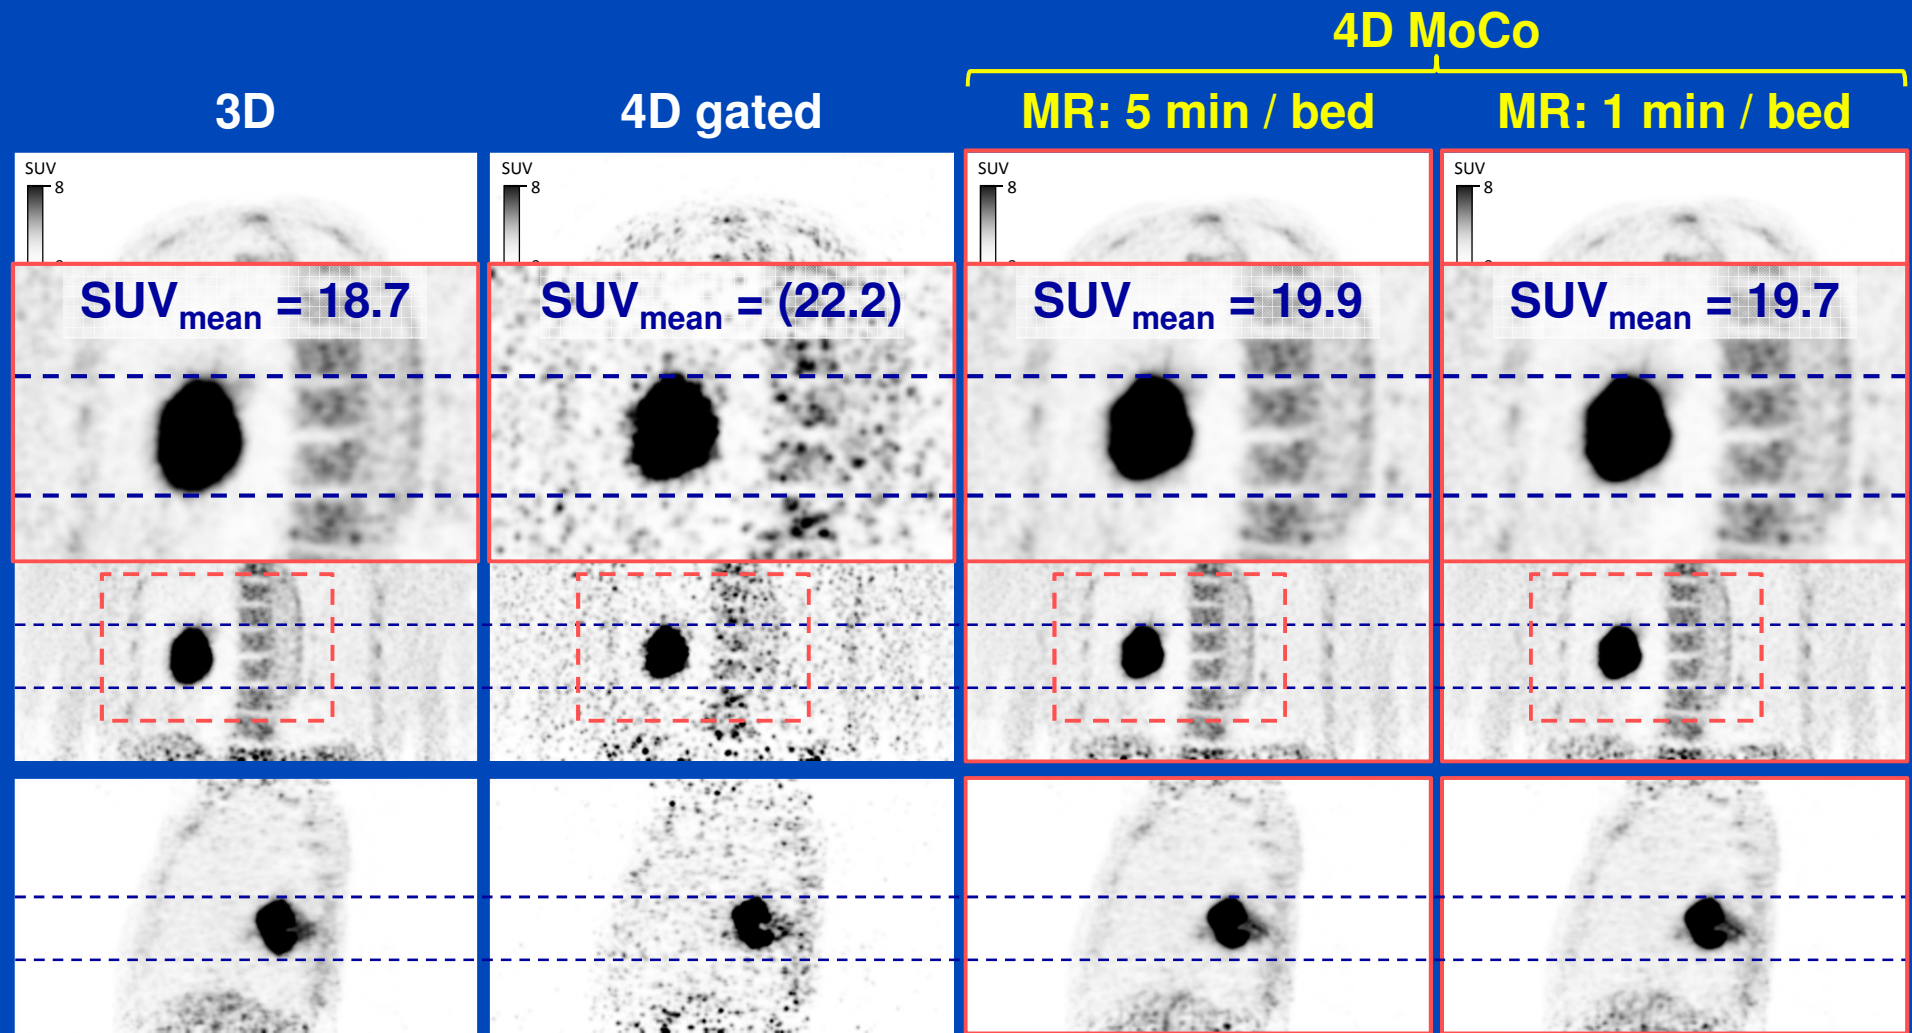 4D MoCo
3D
4D gated
MR: 5 min / bed
MR: 1 min / bed
SUV
8
SUV
8
SUV
8
SUV
8
SUVmean = 18.7
SUVmean = (22.2)
SUVmean = 19.9
SUVmean = 19.7